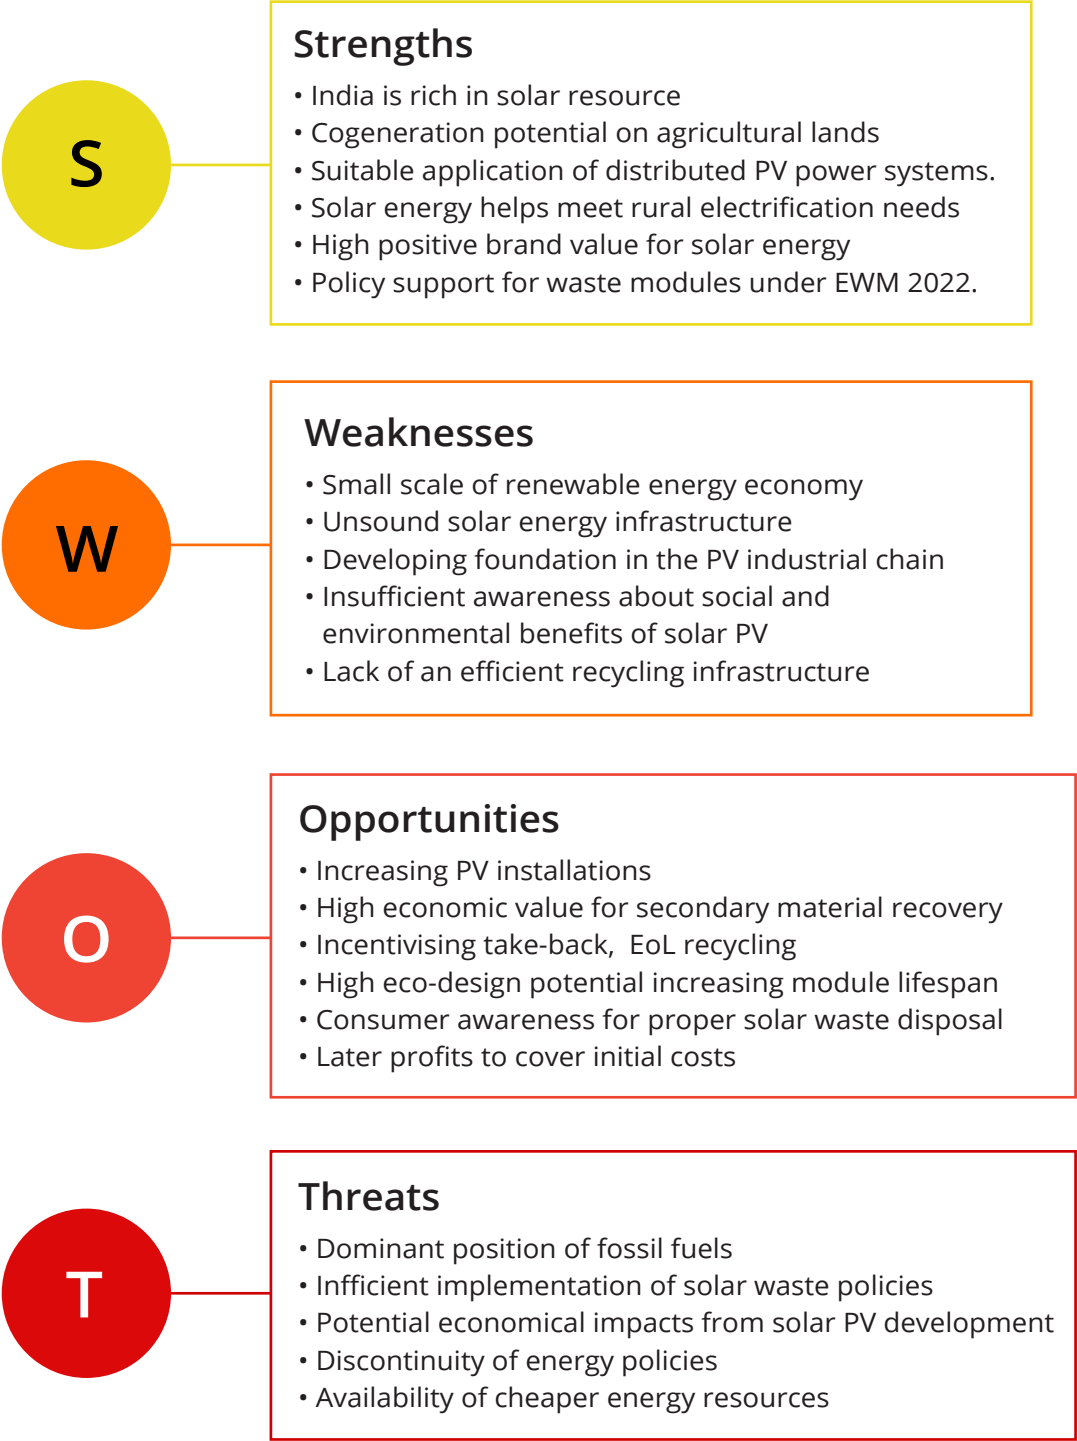 S
Strengths
• India is rich in solar resource
• Cogeneration potential on agricultural lands
• Suitable application of distributed PV power systems.
• Solar energy helps meet rural electrification needs
• High positive brand value for solar energy
• Policy support for waste modules under EWM 2022.
W
Weaknesses
• Small scale of renewable energy economy
• Unsound solar energy infrastructure
• Developing foundation in the PV industrial chain
• Insufficient awareness about social and
environmental benefits of solar PV
• Lack of an efficient recycling infrastructure
O
Opportunities
• Increasing PV installations
• High economic value for secondary material recovery
• Incentivising take-back,  EoL recycling
• High eco-design potential increasing module lifespan
• Consumer awareness for proper solar waste disposal
• Later profits to cover initial costs
T
Threats
• Dominant position of fossil fuels
• Infficient implementation of solar waste policies
• Potential economical impacts from solar PV development
• Discontinuity of energy policies
• Availability of cheaper energy resources